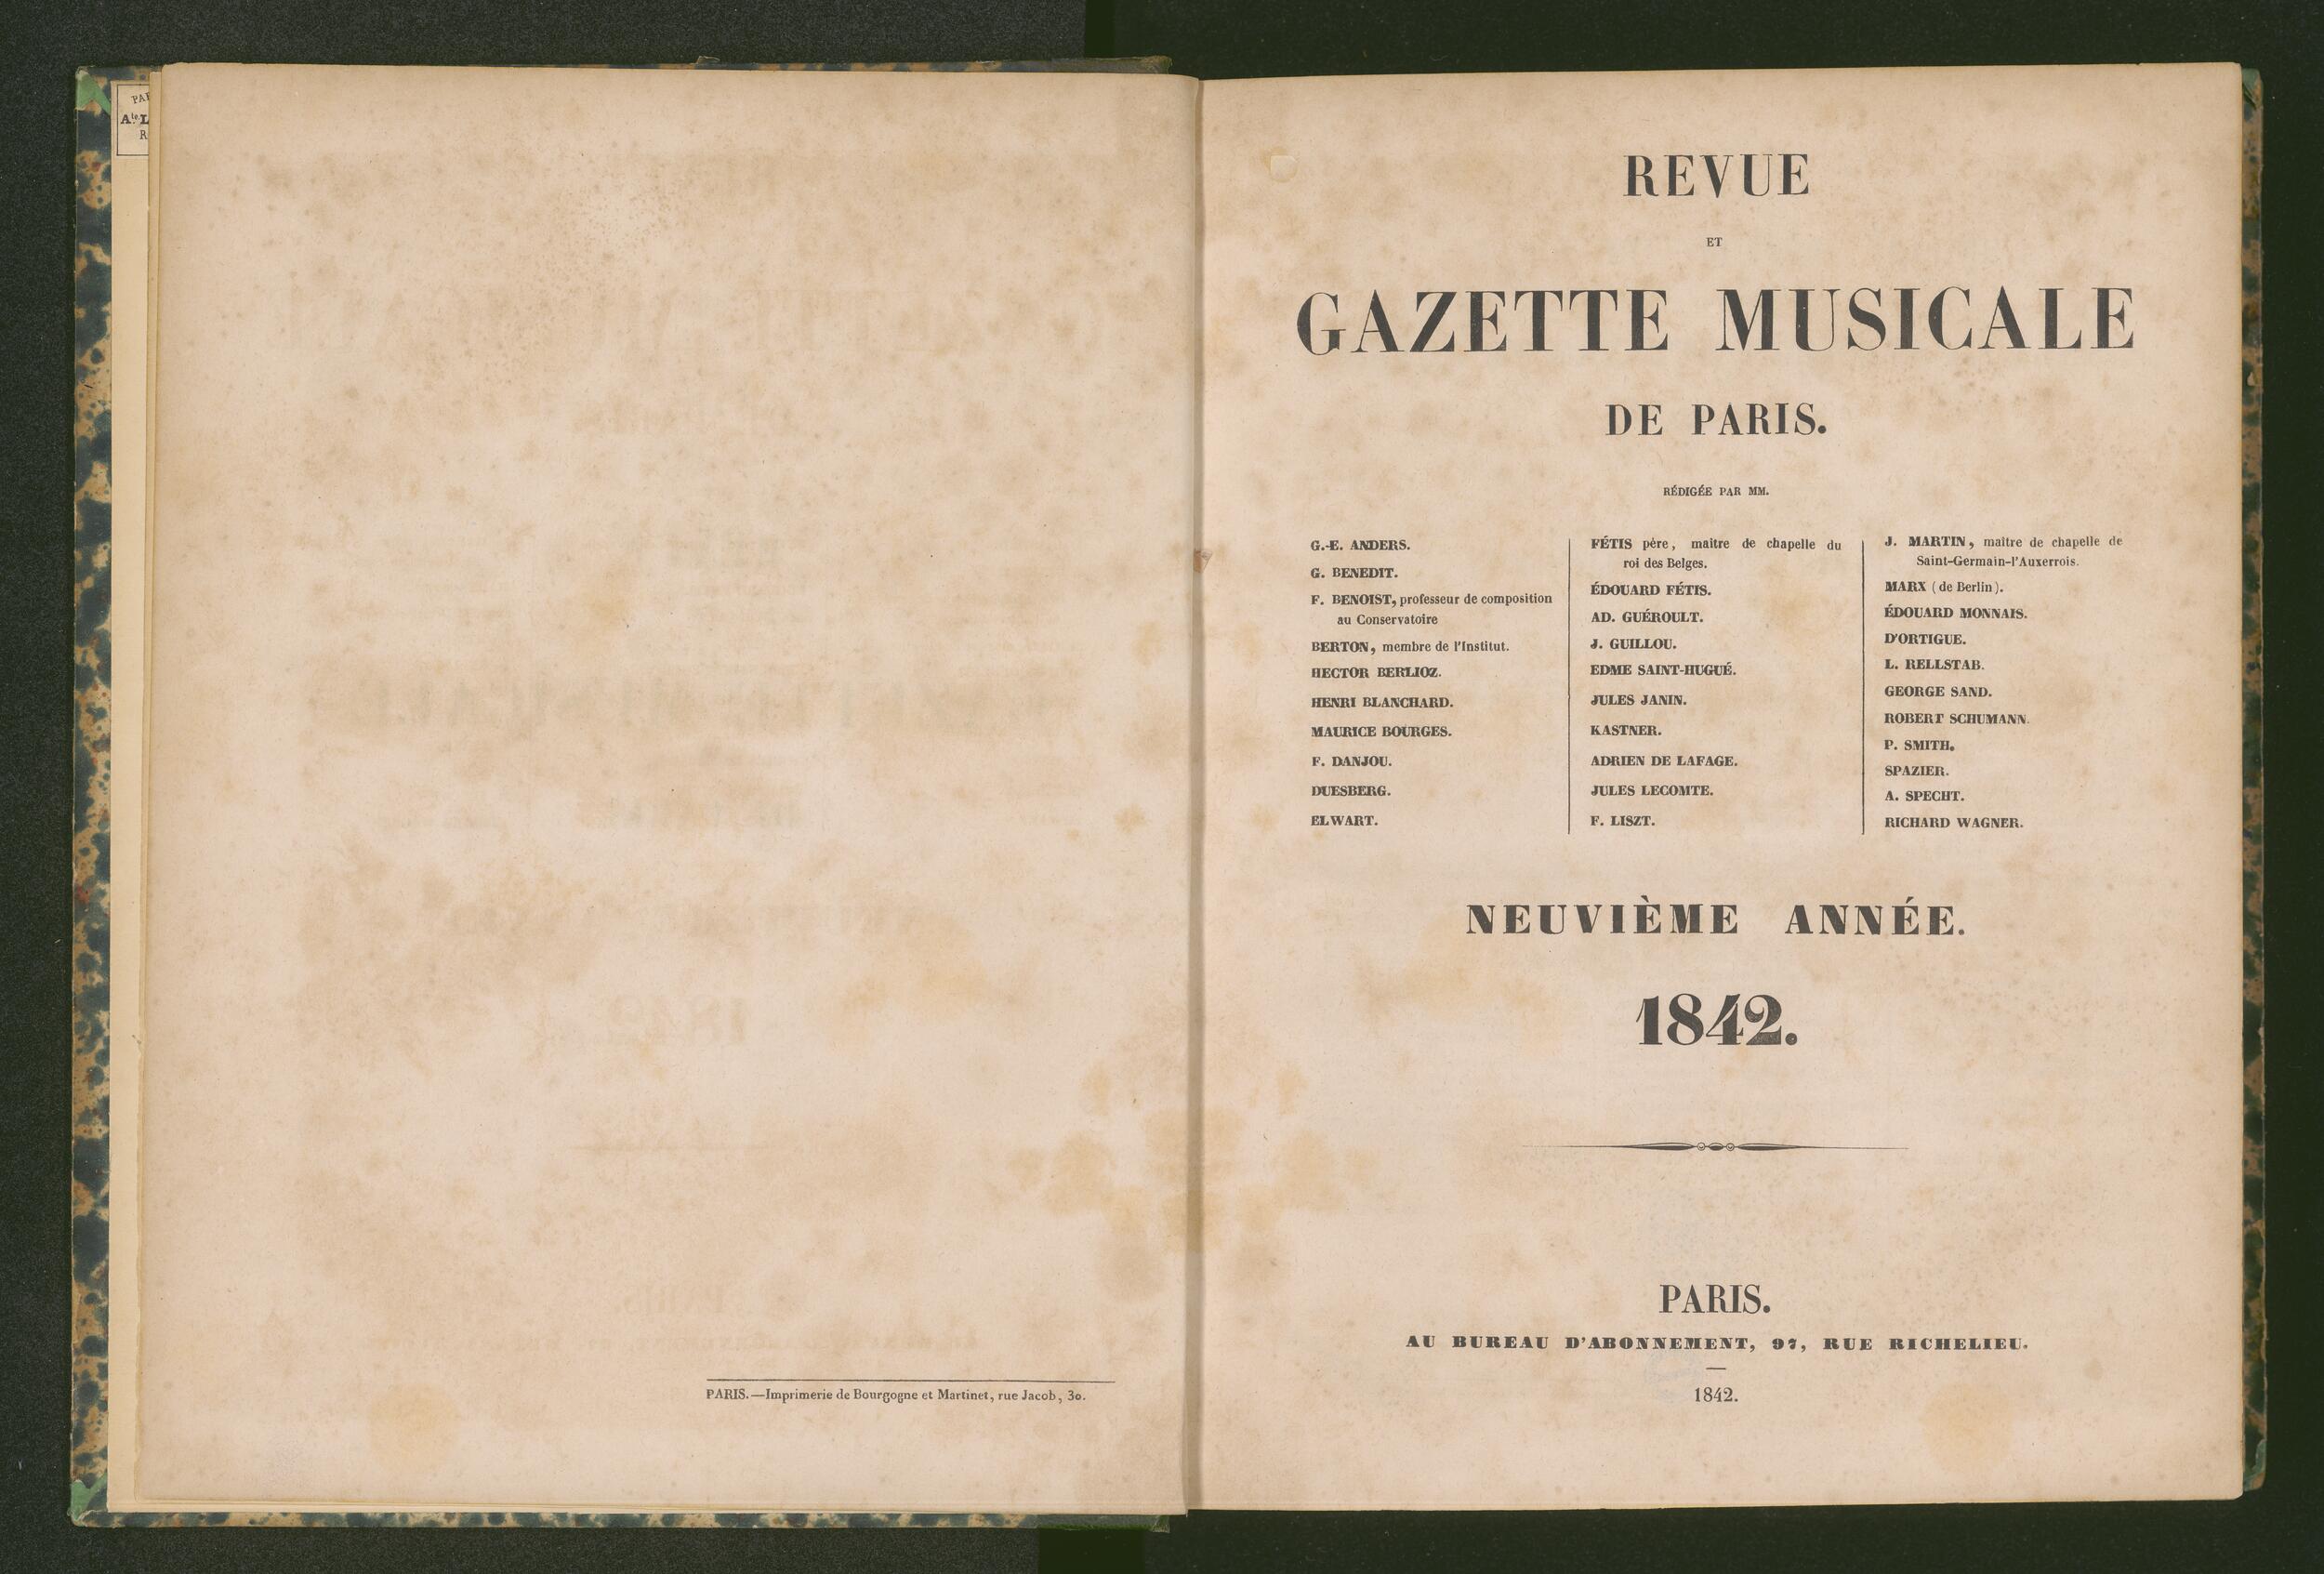 PARIS.—Imprimerie de Bourgogne et Martinet, rue Jacob, 30.
REVUE
ET
GAZETTE MUSICALE
DE PARIS.
RÉDIGÉE PAR MM.
G.-E. ANDERS.
G. BENEDIT.
F. BENOIST, professeur de composition
au Conservatoire
BERTON, membre de l'Institut.
HECTOR BERLIOZ.
HENRI BLANCHARD.
MAURICE BOURGES.
F. DANJOU.
DUESBERG.
ELWART.
FÉTIS père, maître de chapelle du
roi des Belges.
ÉDOUARD FÉTIS.
AD. GUÉROULT.
J. GUILLOU.
EDME SAINT-HUGUÉ.
JULES JANIN.
KASTNER.
ADRIEN DE LAFAGE.
JULES LECOMTE.
F. LISZT.
J. MARTIN, maître de chapelle de
Saint-Germain-l'Auxerrois.
MARX (de Berlin).
ÉDOUARD MONNAIS.
D'ORTIGUE.
L. RELLSTAB.
GEORGE SAND.
ROBERT SCHUMANN.
P. SMITH.
SPAZIER.
A. SPECHT.
RICHARD WAGNER.
NEUVIÈME ANNÉE.
1842.
PARIS.
AU BUREAU D'ABONNEMENT, 97, RUE RICHELIEU.
1842.